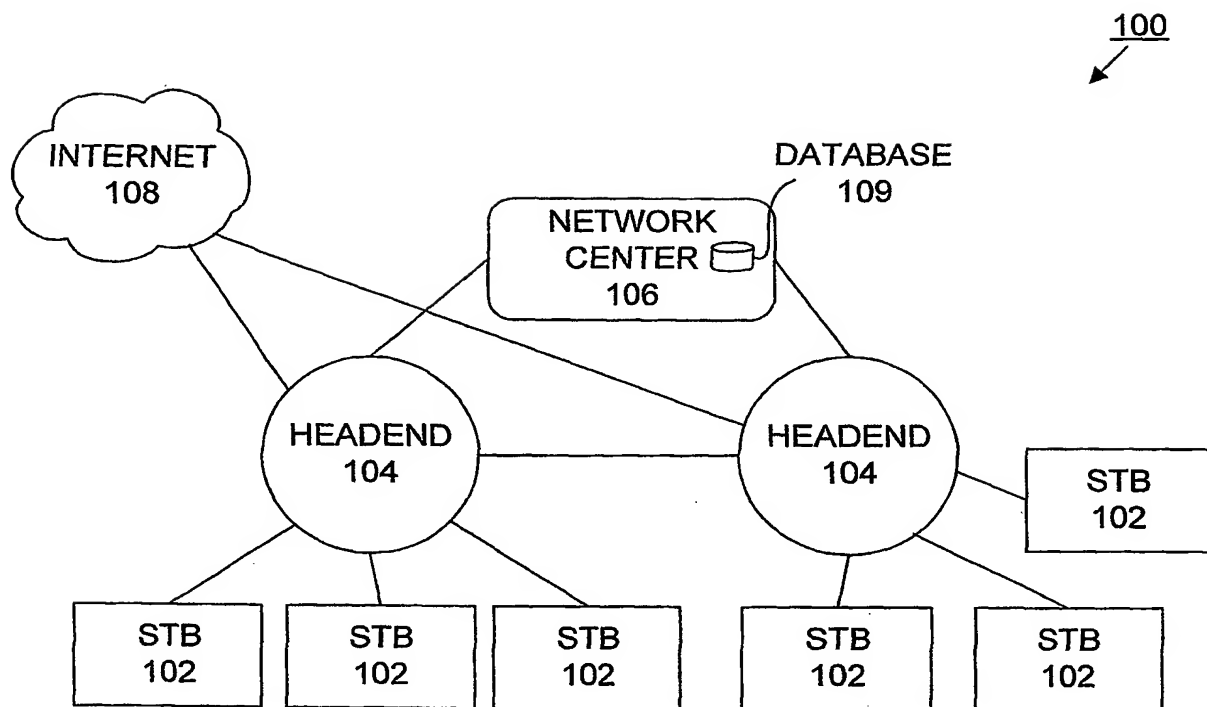 100
INTERNET
108
DATABASE
109
NETWORK
CENTER
106
HEADEND
104
HEADEND
104
STB
102
STB
102
STB
102
STB
102
STB
102
STB
102